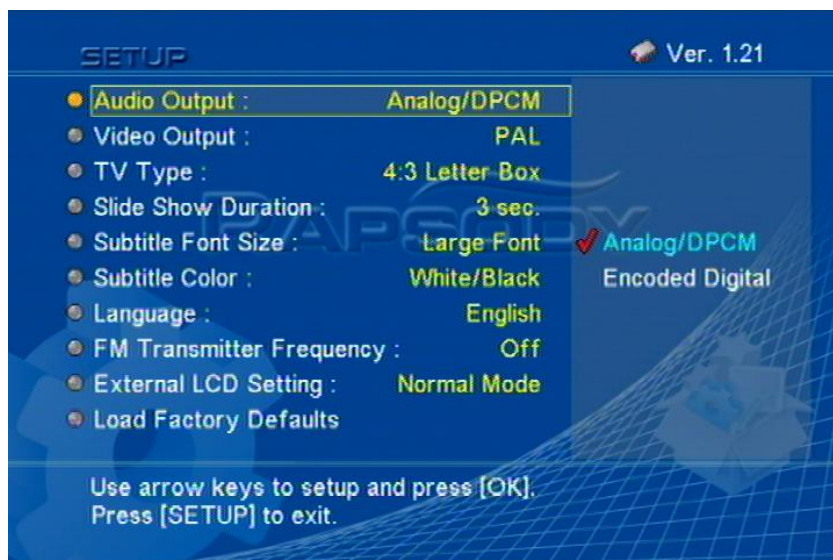 SETUP
Ver. 1.21
Audio Output : Analog/DPCM
Video Output : PAL
TV Type : 4:3 Letter Box
Slide Show Duration : 3 sec.
Subtitle Font Size : Large Font
Subtitle Color : White/Black
Language : English
FM Transmitter Frequency : Off
External LCD Setting : Normal Mode
Load Factory Defaults
Analog/DPCM
Encoded Digital
RAPSODY
Use arrow keys to setup and press [OK].
Press [SETUP] to exit.